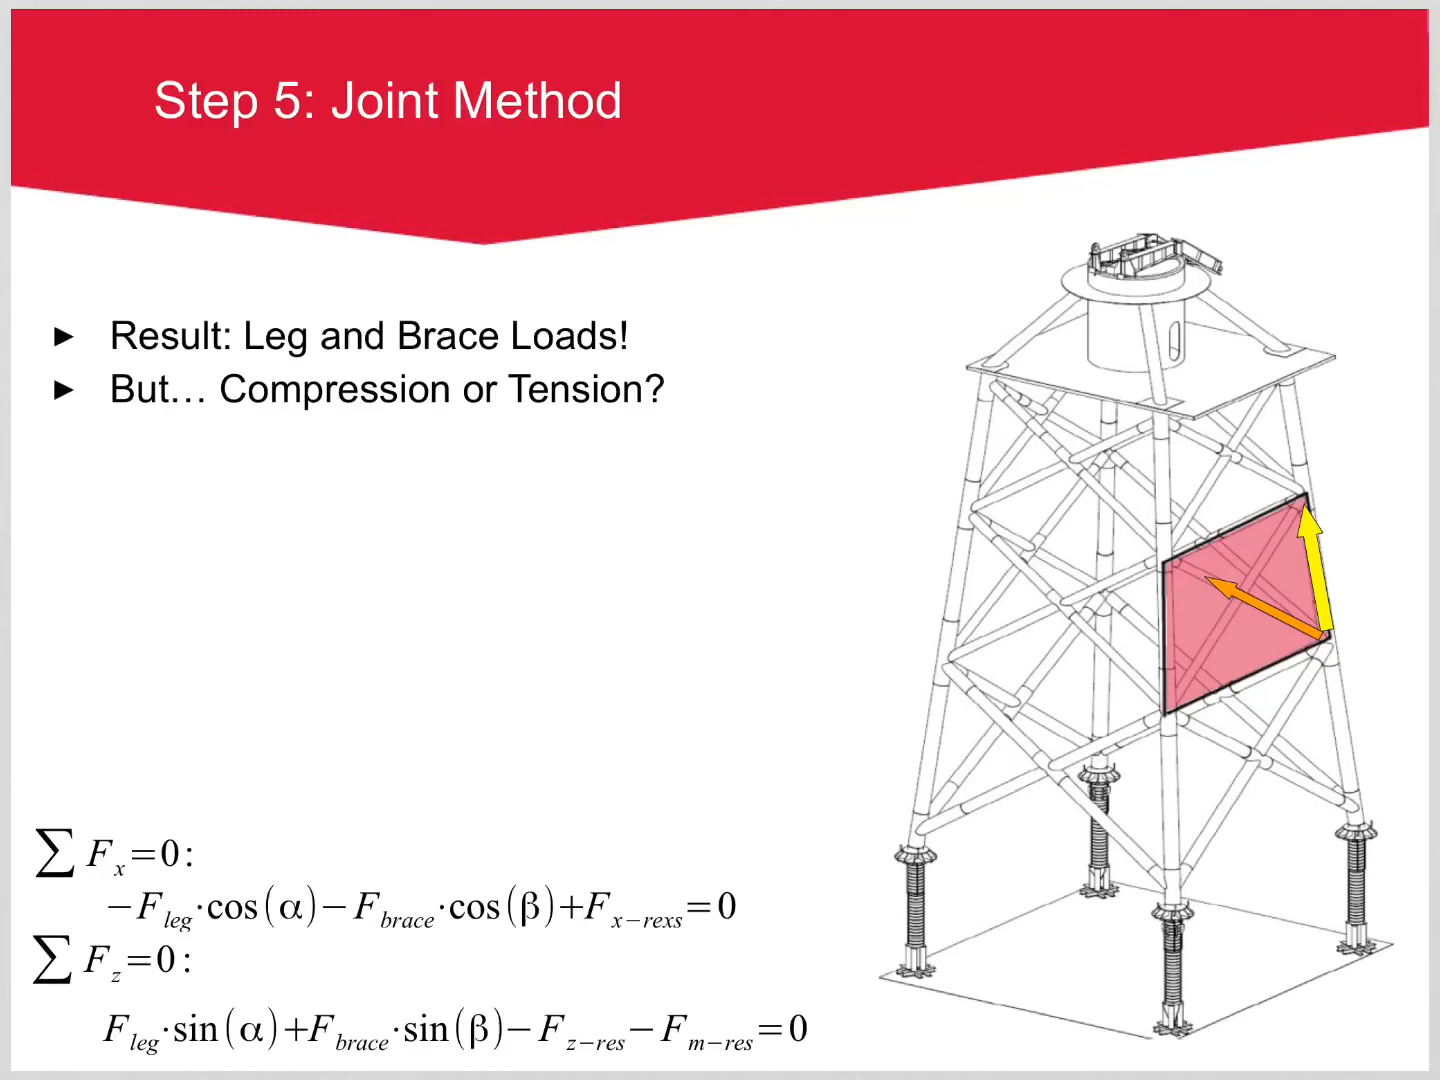 Step 5: Joint Method
► Result: Leg and Brace Loads!
► But… Compression or Tension?
∑ F_x=0:
−F_leg·cos(α)−F_brace·cos(β)+F_x−rexs=0
∑ F_z=0:
F_leg·sin(α)+F_brace·sin(β)−F_z−res−F_m−res=0